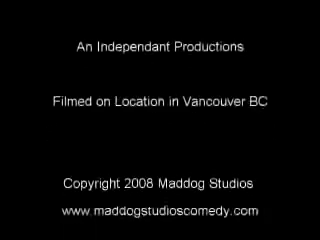 An Independant Productions
Filmed on Location in Vancouver BC
Copyright 2008 Maddog Studios
www.maddogstudioscomedy.com